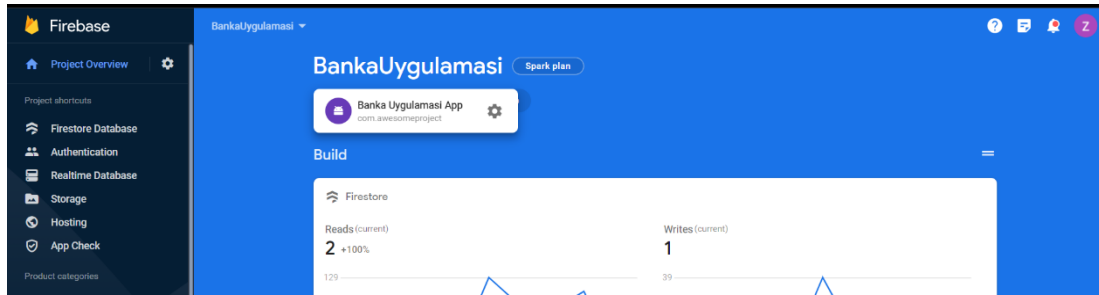 Firebase
BankaUygulamasi
Z
Project Overview
BankaUygulamasi
Spark plan
Project shortcuts
Banka Uygulamasi App
com.awesomeproject
Firestore Database
Authentication
Realtime Database
Storage
Hosting
App Check
Product categories
Build
Firestore
Reads (current)
2 +100%
129
Writes (current)
1
39